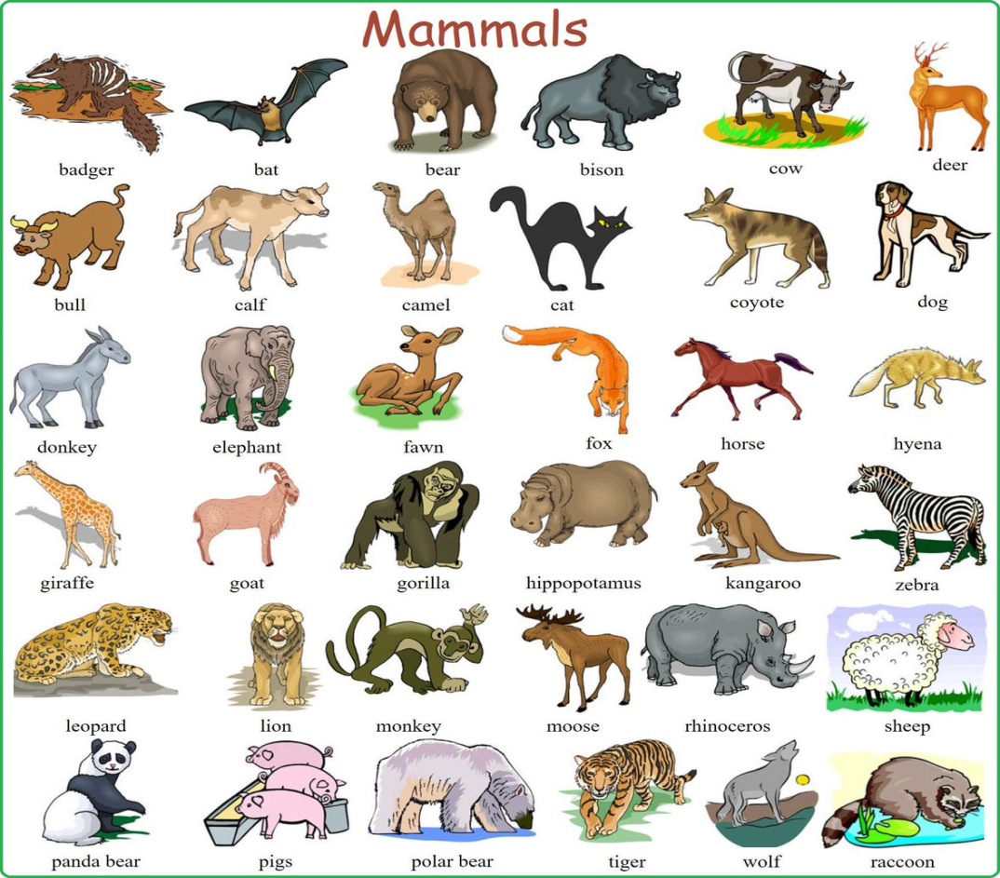 Mammals
badger bat bear bison cow deer
bull calf camel cat coyote dog
donkey elephant fawn fox horse hyena
giraffe goat gorilla hippopotamus kangaroo zebra
leopard lion monkey moose rhinoceros sheep
panda bear pigs polar bear tiger wolf raccoon